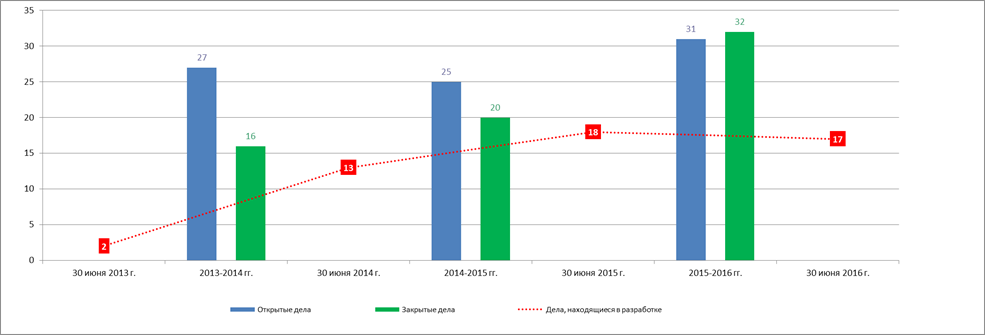 35
30
25
20
15
10
5
0
27
16
25
20
31
32
2
13
18
17
30 июня 2013 г.
2013-2014 гг.
30 июня 2014 г.
2014-2015 гг.
30 июня 2015 г.
2015-2016 гг.
30 июня 2016 г.
Открытые дела
Закрытые дела
Дела, находящиеся в разработке